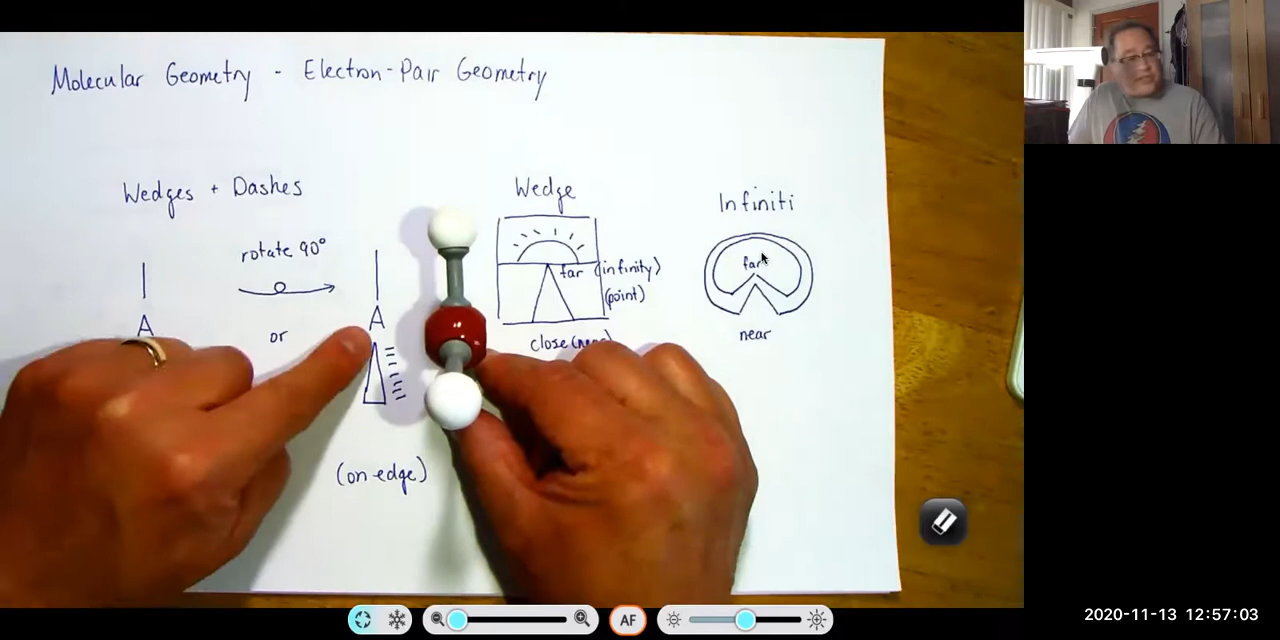 Molecular Geometry - Electron-Pair Geometry
Wedges + Dashes
rotate 90°
or
A
A
(on edge)
Wedge
far (infinity)
(point)
close (near
Infiniti
far
near
AF
2020-11-13 12:57:03